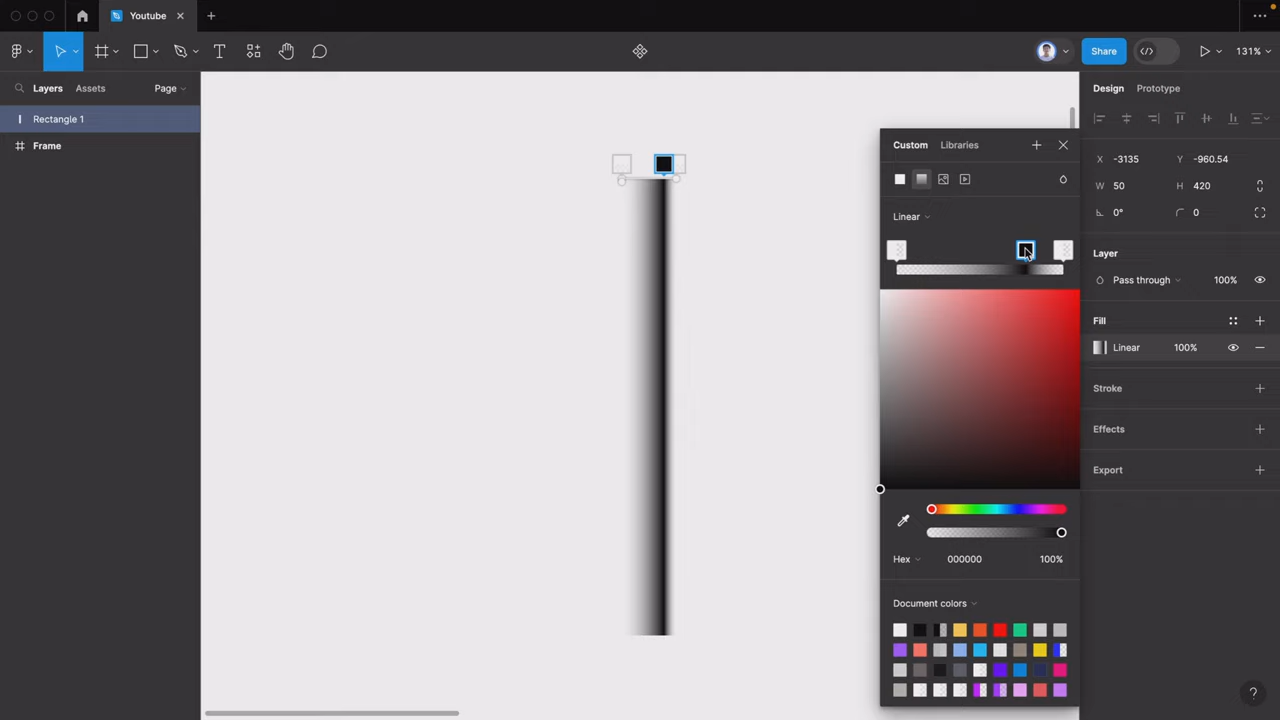 Youtube
Share
131%
Layers
Assets
Page
Rectangle 1
Frame
Custom
Libraries
Linear
Hex
000000
100%
Document colors
Design
Prototype
X
-3135
Y
-960.54
W
50
H
420
0°
0
Layer
Pass through
100%
Fill
Linear
100%
Stroke
Effects
Export
?